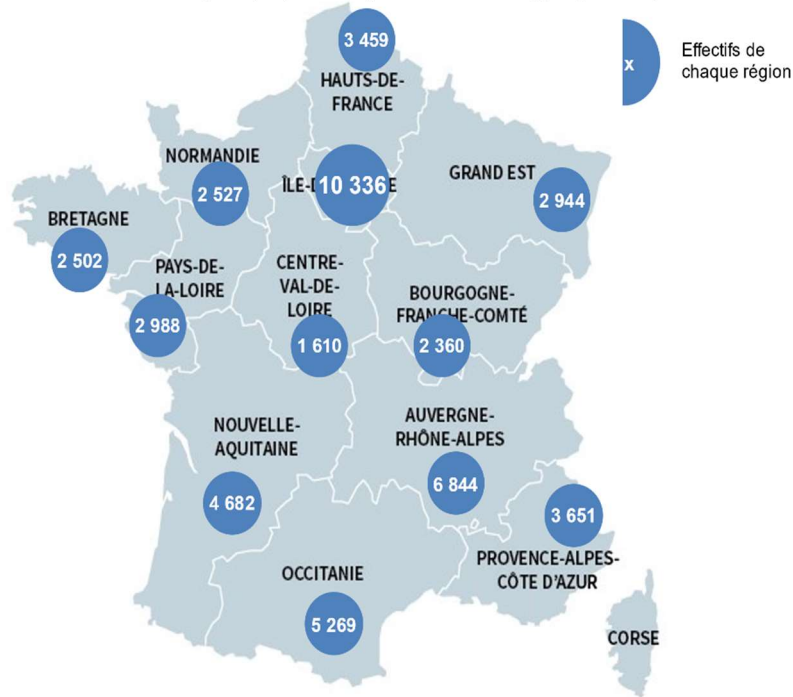 3 459
HAUTS-DE-
FRANCE
x
Effectifs de
chaque région
NORMANDIE
2 527
10 336
GRAND EST
2 944
BRETAGNE
2 502
PAYS-DE-
LA-LOIRE
2 988
CENTRE-
VAL-DE-
LOIRE
1 610
BOURGOGNE-
FRANCHE-COMTÉ
2 360
NOUVELLE-
AQUITAINE
4 682
AUVERGNE-
RHÔNE-ALPES
6 844
3 651
PROVENCE-ALPES-
CÔTE D'AZUR
OCCITANIE
5 269
CORSE